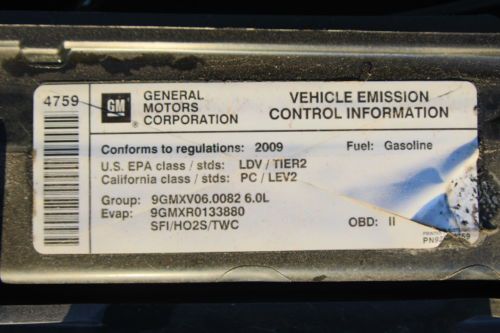 4759
GM
GENERAL
MOTORS
CORPORATION
VEHICLE EMISSION
CONTROL INFORMATION
Conforms to regulations: 2009
Fuel: Gasoline
U.S. EPA class / stds: LDV / TIER2
California class / stds: PC / LEV2
Group: 9GMXV06.0082 6.0L
Evap: 9GMXR0133880
SFI/HO2S/TWC
OBD: II